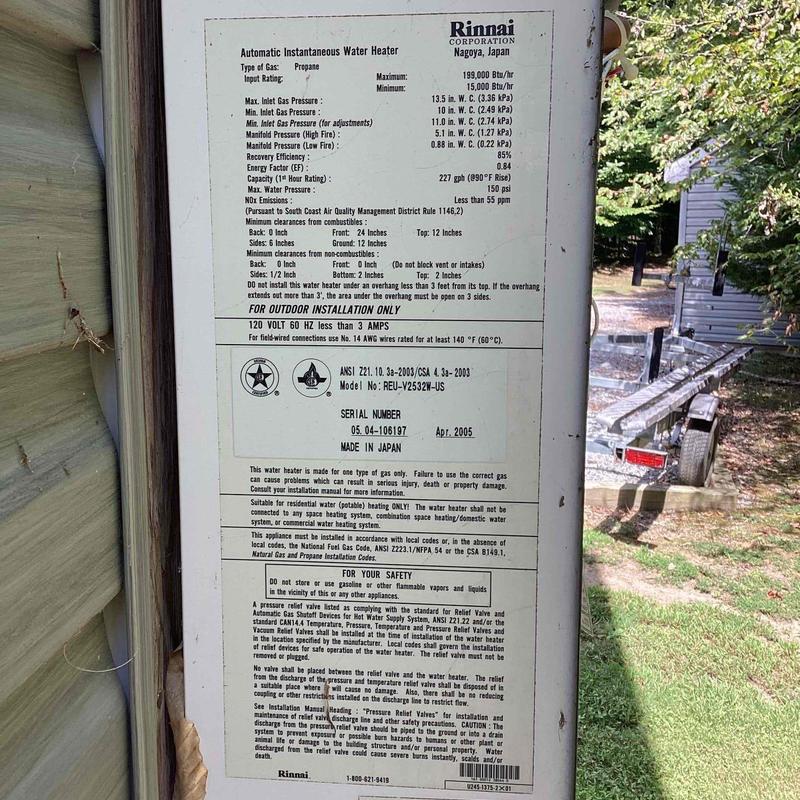 Rinnai
CORPORATION
Automatic Instantaneous Water Heater Nagoya, Japan
Type of Gas: Propane
Input Rating: Maximum: 199,000 Btu/hr
Minimum: 15,000 Btu/hr
Max. Inlet Gas Pressure : 13.5 in. W. C. (3.36 kPa)
Min. Inlet Gas Pressure : 10 in. W. C. (2.49 kPa)
Min. Inlet Gas Pressure (for adjustments) 11.0 in. W. C. (2.74 kPa)
Manifold Pressure (High Fire) : 5.1 in. W. C. (1.27 kPa)
Manifold Pressure (Low Fire) : 0.88 in. W. C. (0.22 kPa)
Recovery Efficiency : 85%
Energy Factor (EF) : 0.84
Capacity (1st Hour Rating) : 227 gph (@90°F Rise)
Max. Water Pressure : 150 psi
NOx Emissions : Less than 55 ppm
(Pursuant to South Coast Air Quality Management District Rule 1146,2)
Minimum clearances from combustibles :
Back: 0 Inch Front: 24 Inches Top: 12 Inches
Sides: 6 Inches Ground: 12 Inches
Minimum clearances from non-combustibles :
Back: 0 Inch Front: 0 Inch (Do not block vent or intakes)
Sides: 1/2 Inch Bottom: 2 Inches Top: 2 Inches
DO not install this water heater under an overhang less than 3 feet from its top. If the overhang
extends out more than 3', the area under the overhang must be open on 3 sides.
FOR OUTDOOR INSTALLATION ONLY
120 VOLT 60 HZ less than 3 AMPS
For field-wired connections use No. 14 AWG wires rated for at least 140 °F (60°C).
ANSI Z21. 10. 3a-2003/CSA 4. 3a-2003
Model No: REU-V2532W-US
SERIAL NUMBER
05. 04-106197 Apr. 2005
MADE IN JAPAN
This water heater is made for one type of gas only. Failure to use the correct gas
can cause problems which can result in serious injury, death or property damage.
Consult your installation manual for more information.
Suitable for residential water (potable) heating ONLY! The water heater shall not be
connected to any space heating system, combination space heating/domestic water
system, or commercial water heating system.
This appliance must be installed in accordance with local codes or, in the absence of
local codes, the National Fuel Gas Code, ANSI Z223.1/NFPA 54 or the CSA B149.1,
Natural Gas and Propane Installation Codes.
FOR YOUR SAFETY
DO not store or use gasoline or other flammable vapors and liquids
in the vicinity of this or any other appliances.
A pressure relief valve listed as complying with the standard for Relief Valve and
Automatic Gas Shutoff Devices for Hot Water Supply System, ANSI Z21.22 and/or the
standard CAN14.4 Temperature, Pressure, Temperature and Pressure Relief Valves and
Vacuum Relief Valves shall be installed at the time of installation of the water heater
in the location specified by the manufacturer. Local codes shall govern the installation
of relief devices for safe operation of the water heater. The relief valve must not be
removed or plugged.
No valve shall be placed between the relief valve and the water heater. The relief
from the discharge of the pressure and temperature relief valve shall be disposed of in
a suitable place where it will cause no damage. Also, there shall be no reducing
coupling or other restrictions installed on the discharge line to restrict flow.
See Installation Manual Heading : "Pressure Relief Valves" for installation and
maintenance of relief valve, discharge line and other safety precautions. CAUTION : The
discharge from the pressure relief valve should be piped to the ground or into a drain
system to prevent exposure or possible burn hazards to humans or other plant or
animal life or damage to the building structure and/or personal property. Water
discharged from the relief valve could cause severe burns instantly, scalds and/or
death.
Rinnai 1-800-621-9419
U245-1375-2×01